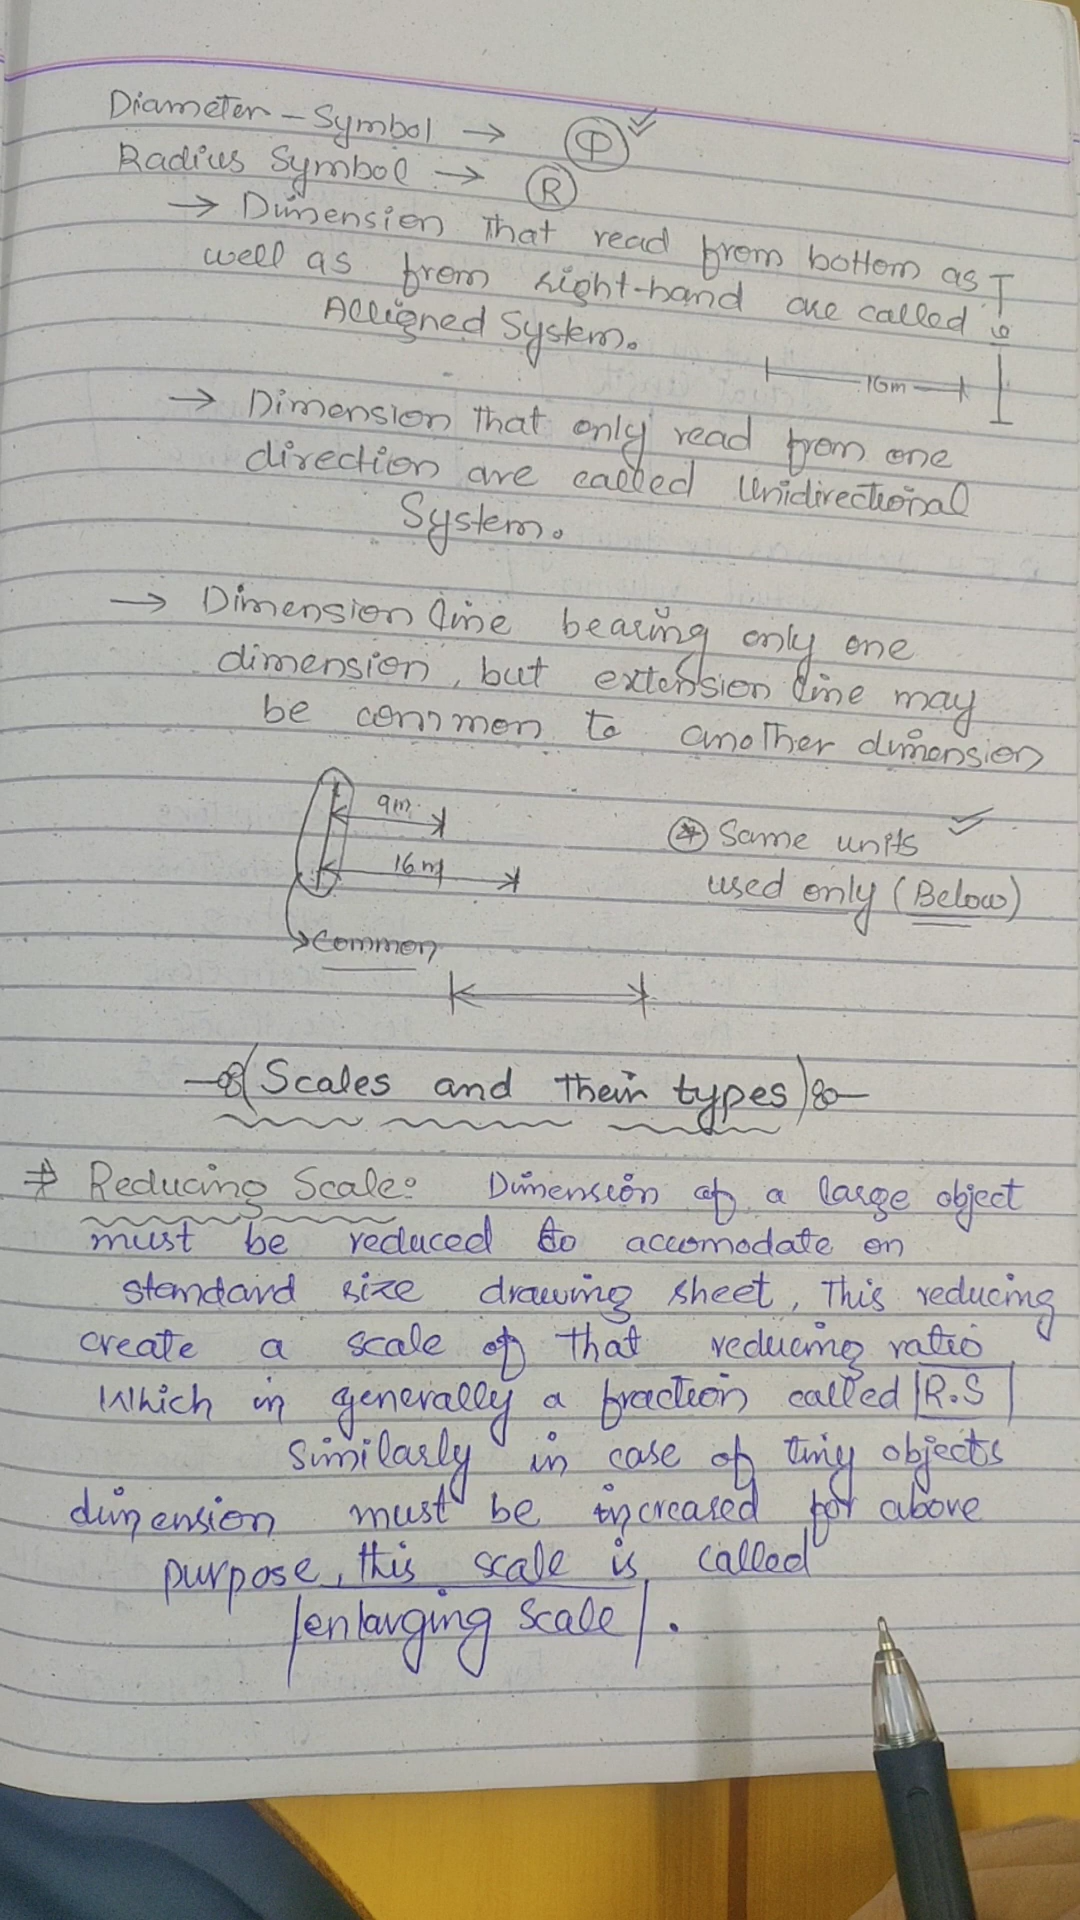 Diameter - Symbol → Φ
Radius Symbol → R
→ Dimension that read from bottom as
well as from right-hand are called
Alligned System.
16m
→ Dimension that only read from one
direction are called Unidirectional
System.
→ Dimension line bearing only one
dimension, but extension line may
be common to another dimension
9m
16m
common
* Same units
used only (Below)
Scales and their types
⇒ Reducing Scale: Dimension of a large object
must be reduced to accomodate on
standard size drawing sheet, This reducing
create a scale of that reducing ratio
Which in generally a fraction called R.S
Similarly in case of tiny objects
dimension must be increased for above
purpose, this scale is called
enlarging scale.